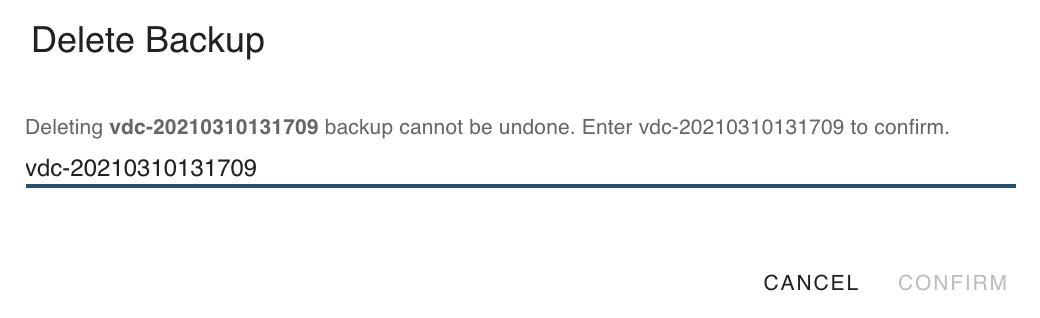 Delete Backup
Deleting vdc-20210310131709 backup cannot be undone. Enter vdc-20210310131709 to confirm.
vdc-20210310131709
CANCEL CONFIRM